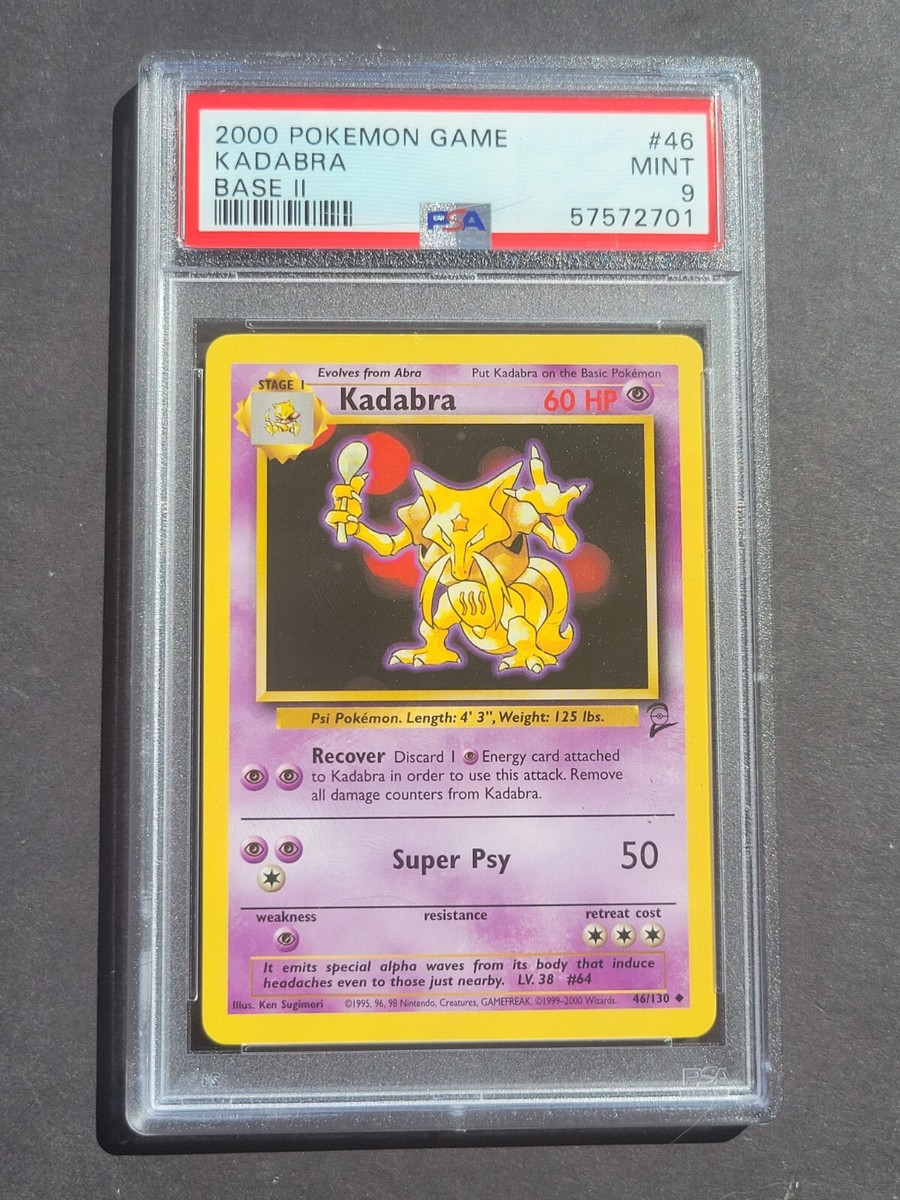 2000 POKEMON GAME #46
KADABRA MINT
BASE II 9
PSA 57572701
Evolves from Abra Put Kadabra on the Basic Pokémon
STAGE 1 Kadabra 60 HP
Psi Pokémon. Length: 4' 3", Weight: 125 lbs.
Recover Discard 1 Energy card attached
to Kadabra in order to use this attack. Remove
all damage counters from Kadabra.
Super Psy 50
weakness resistance retreat cost
It emits special alpha waves from its body that induce
headaches even to those just nearby. LV. 38 #64
Illus. Ken Sugimori ©1995, 96, 98 Nintendo, Creatures, GAMEFREAK. ©1999-2000 Wizards. 46/130
PSA